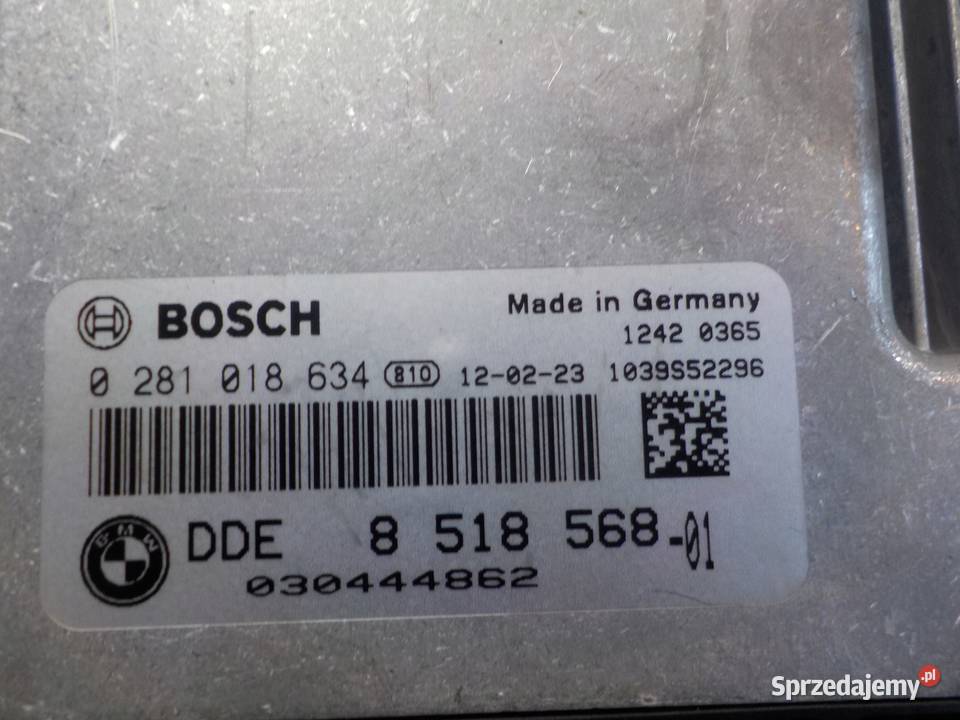 BOSCH
Made in Germany
1242 0365
0 281 018 634 810 12-02-23 1039S52296
BMW
DDE 8 518 568-01
030444862
Sprzedajemy.pl